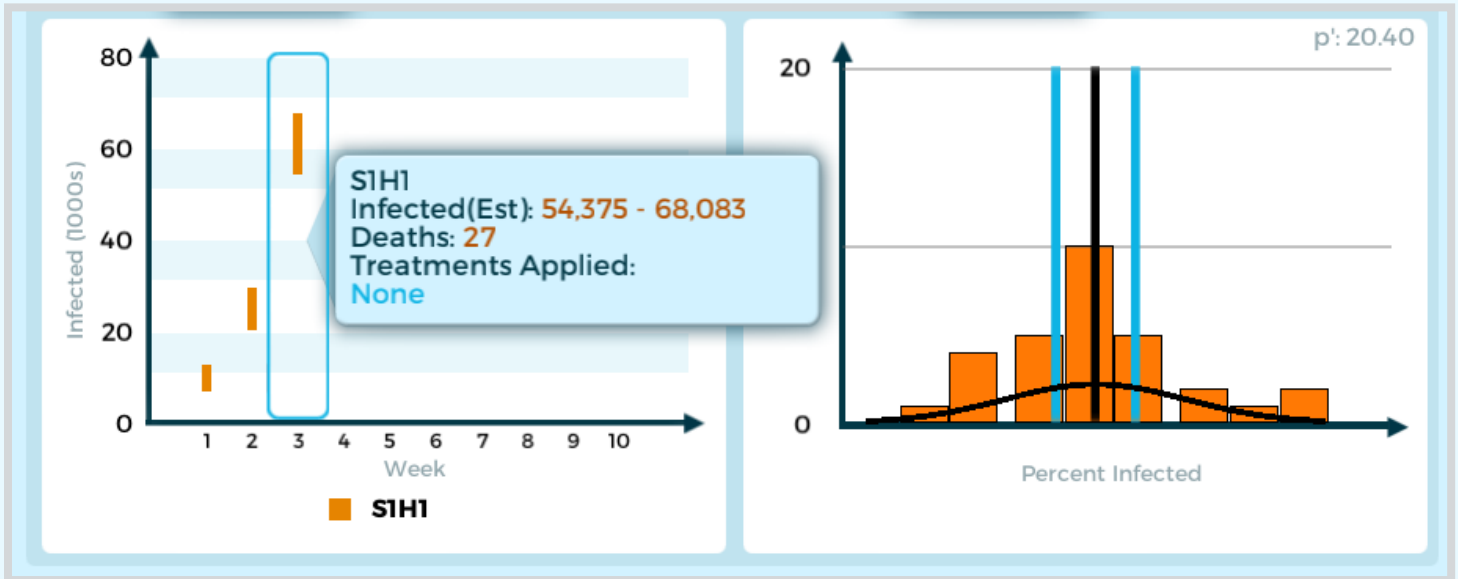 80
60
40
20
0
Infected (1000s)
1 2 3 4 5 6 7 8 9 10
Week
S1H1
S1H1
Infected(Est): 54,375 - 68,083
Deaths: 27
Treatments Applied:
None
p': 20.40
20
0
Percent Infected